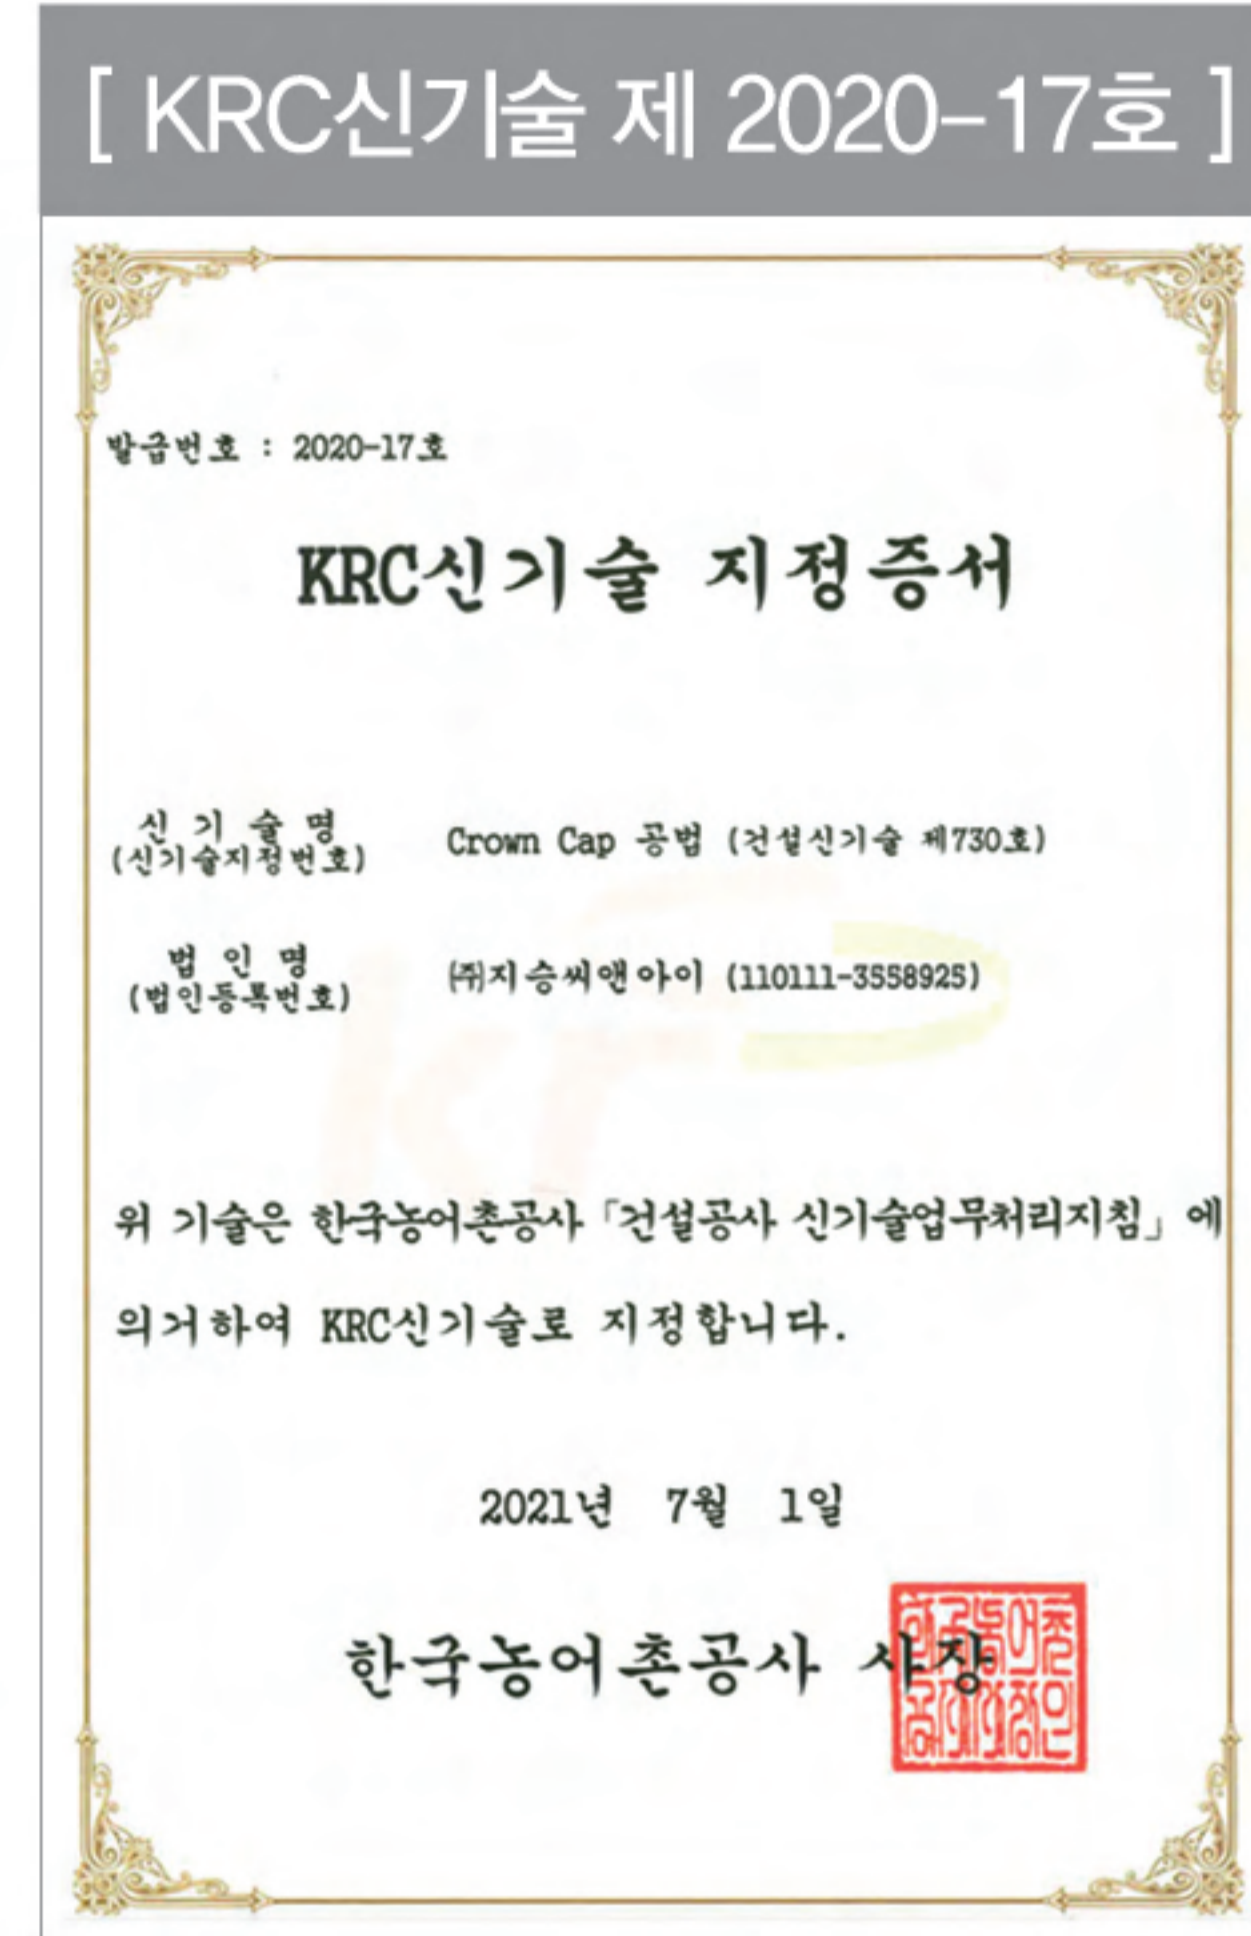 [ KRC신기술 제 2020-17호 ]
발급번호 : 2020-17호
KRC신기술 지정증서
신 기 술 명
(신기술지정번호)
Crown Cap 공법 (건설신기술 제730호)
법 인 명
(법인등록번호)
㈜지승씨앤아이 (110111-3558925)
위 기술은 한국농어촌공사 「건설공사 신기술업무처리지침」에
의거하여 KRC신기술로 지정합니다.
2021년 7월 1일
한국농어촌공사 사장